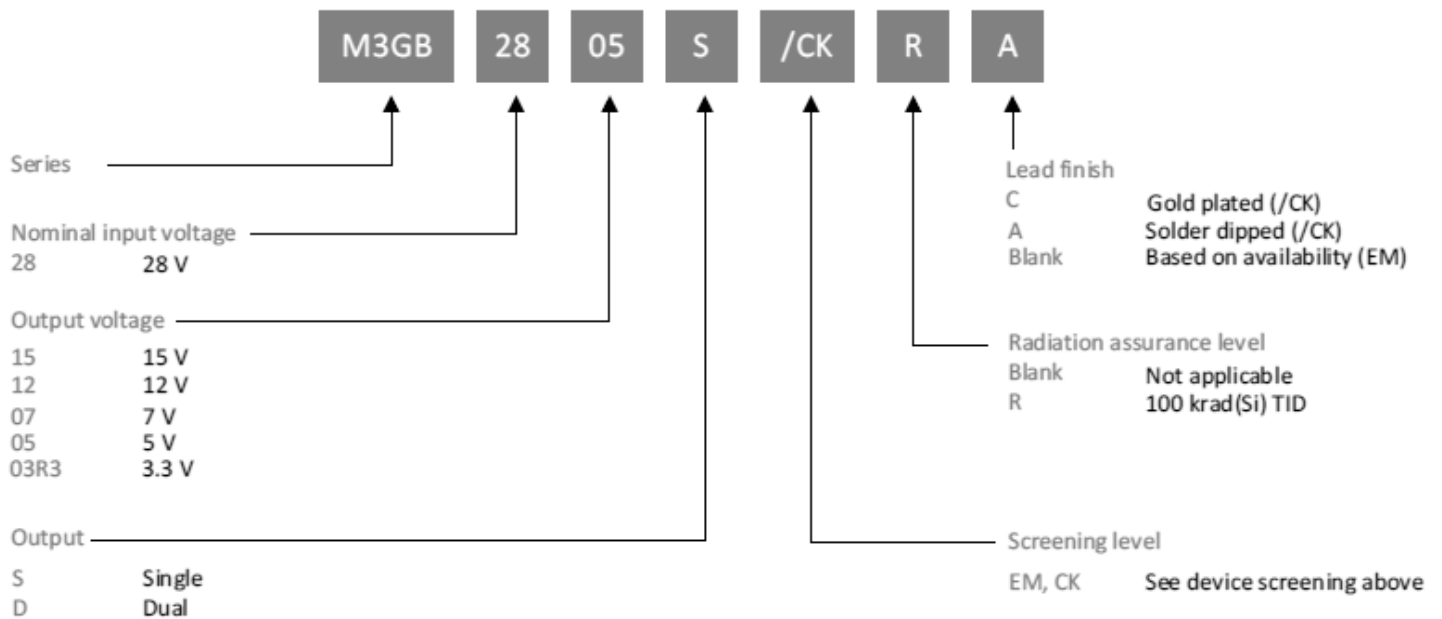 M3GB 28 05 S /CK R A
Series
Nominal input voltage
28 28 V
Output voltage
15 15 V
12 12 V
07 7 V
05 5 V
03R3 3.3 V
Output
S Single
D Dual
Lead finish
C Gold plated (/CK)
A Solder dipped (/CK)
Blank Based on availability (EM)
Radiation assurance level
Blank Not applicable
R 100 krad(Si) TID
Screening level
EM, CK See device screening above